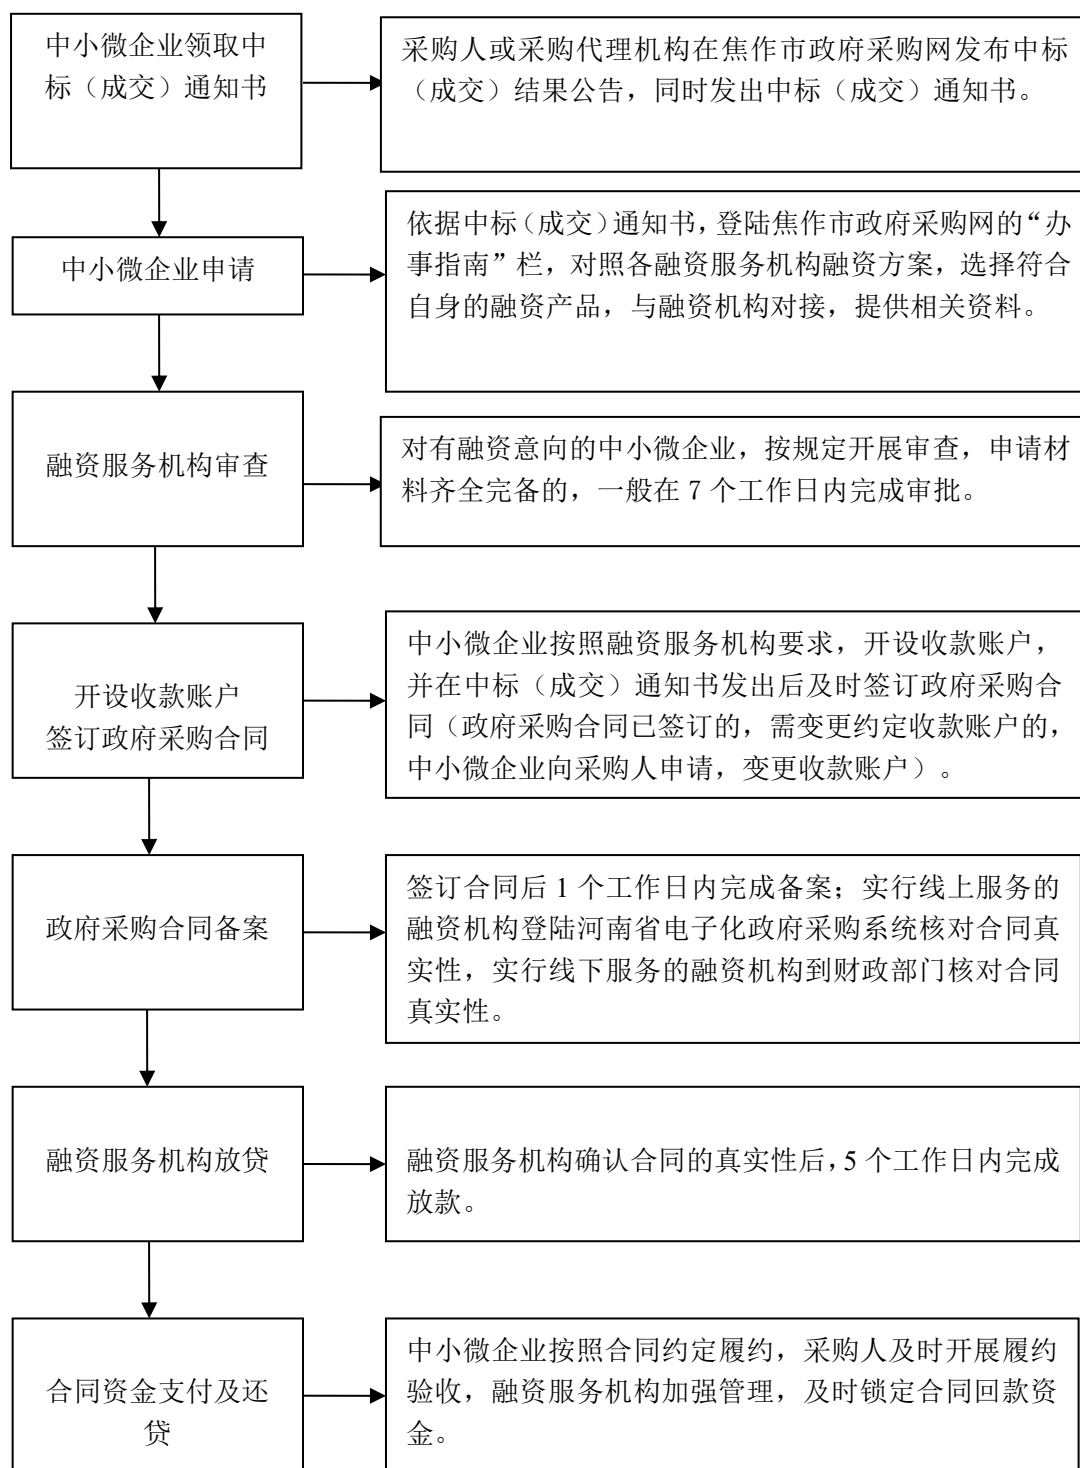 中小微企业领取中
标（成交）通知书
采购人或采购代理机构在焦作市政府采购网发布中标
（成交）结果公告，同时发出中标（成交）通知书。
中小微企业申请
依据中标（成交）通知书，登陆焦作市政府采购网的“办
事指南”栏，对照各融资服务机构融资方案，选择符合
自身的融资产品，与融资机构对接，提供相关资料。
融资服务机构审查
对有融资意向的中小微企业，按规定开展审查，申请材
料齐全完备的，一般在 7 个工作日内完成审批。
开设收款账户
签订政府采购合同
中小微企业按照融资服务机构要求，开设收款账户，
并在中标（成交）通知书发出后及时签订政府采购合
同（政府采购合同已签订的，需变更约定收款账户的，
中小微企业向采购人申请，变更收款账户）。
政府采购合同备案
签订合同后 1 个工作日内完成备案；实行线上服务的
融资机构登陆河南省电子化政府采购系统核对合同真
实性，实行线下服务的融资机构到财政部门核对合同
真实性。
融资服务机构放贷
融资服务机构确认合同的真实性后，5 个工作日内完成
放款。
合同资金支付及还
贷
中小微企业按照合同约定履约，采购人及时开展履约
验收，融资服务机构加强管理，及时锁定合同回款资
金。